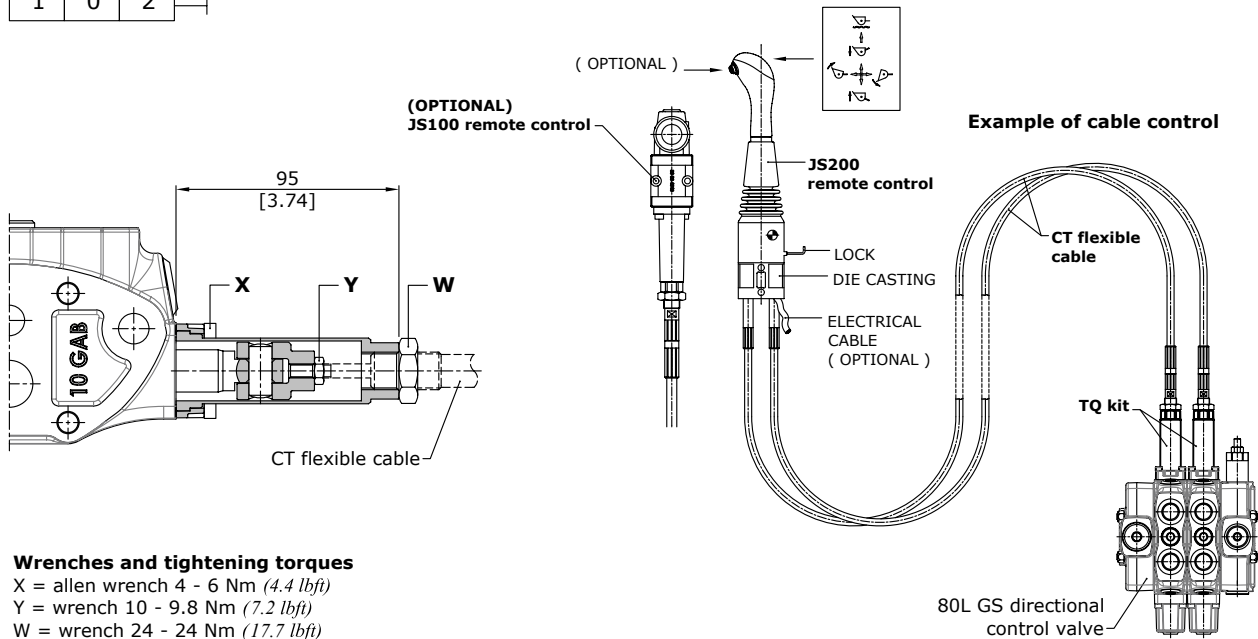 1 0 2
( OPTIONAL )
(OPTIONAL)
JS100 remote control
Example of cable control
95
[3.74]
JS200
remote control
CT flexible
cable
LOCK
X
Y
W
DIE CASTING
ELECTRICAL
CABLE
( OPTIONAL )
10 GAB
TQ kit
CT flexible cable
Wrenches and tightening torques
X = allen wrench 4 - 6 Nm (4.4 lbft)
Y = wrench 10 - 9.8 Nm (7.2 lbft)
W = wrench 24 - 24 Nm (17.7 lbft)
80L GS directional
control valve